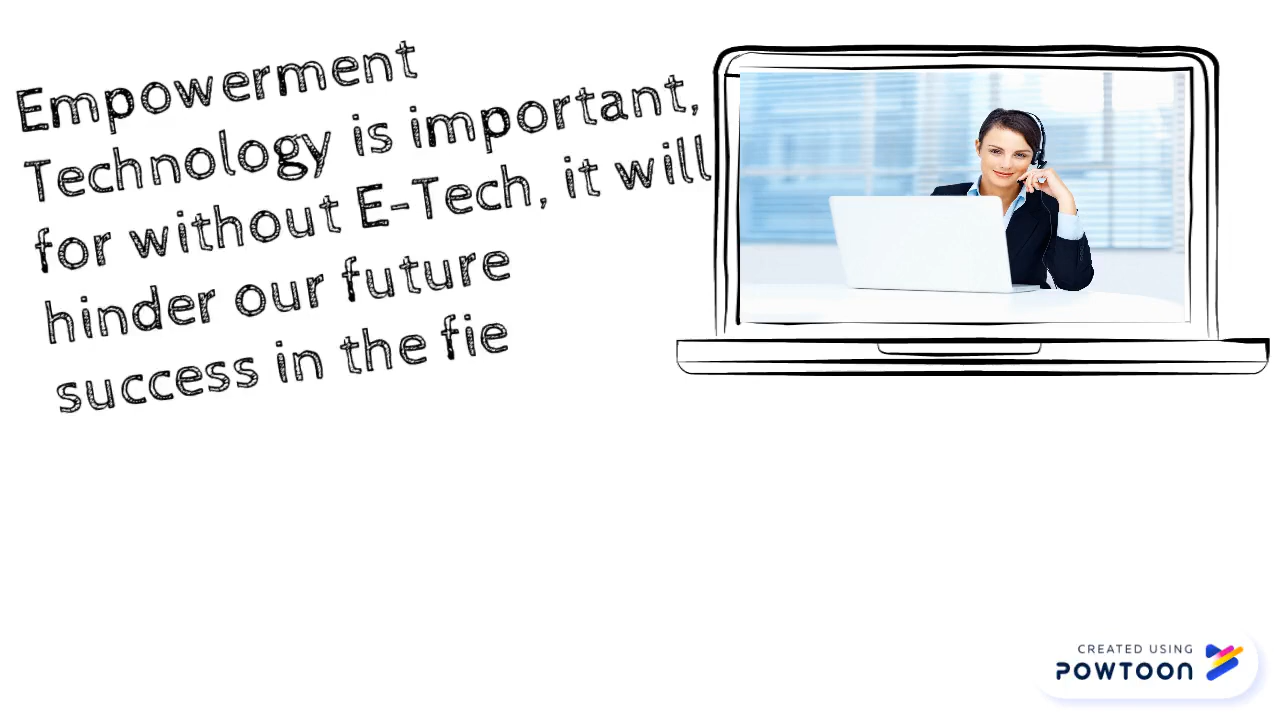 Empowerment
Technology is important,
for without E-Tech, it will
hinder our future
success in the fie
CREATED USING
POWTOON